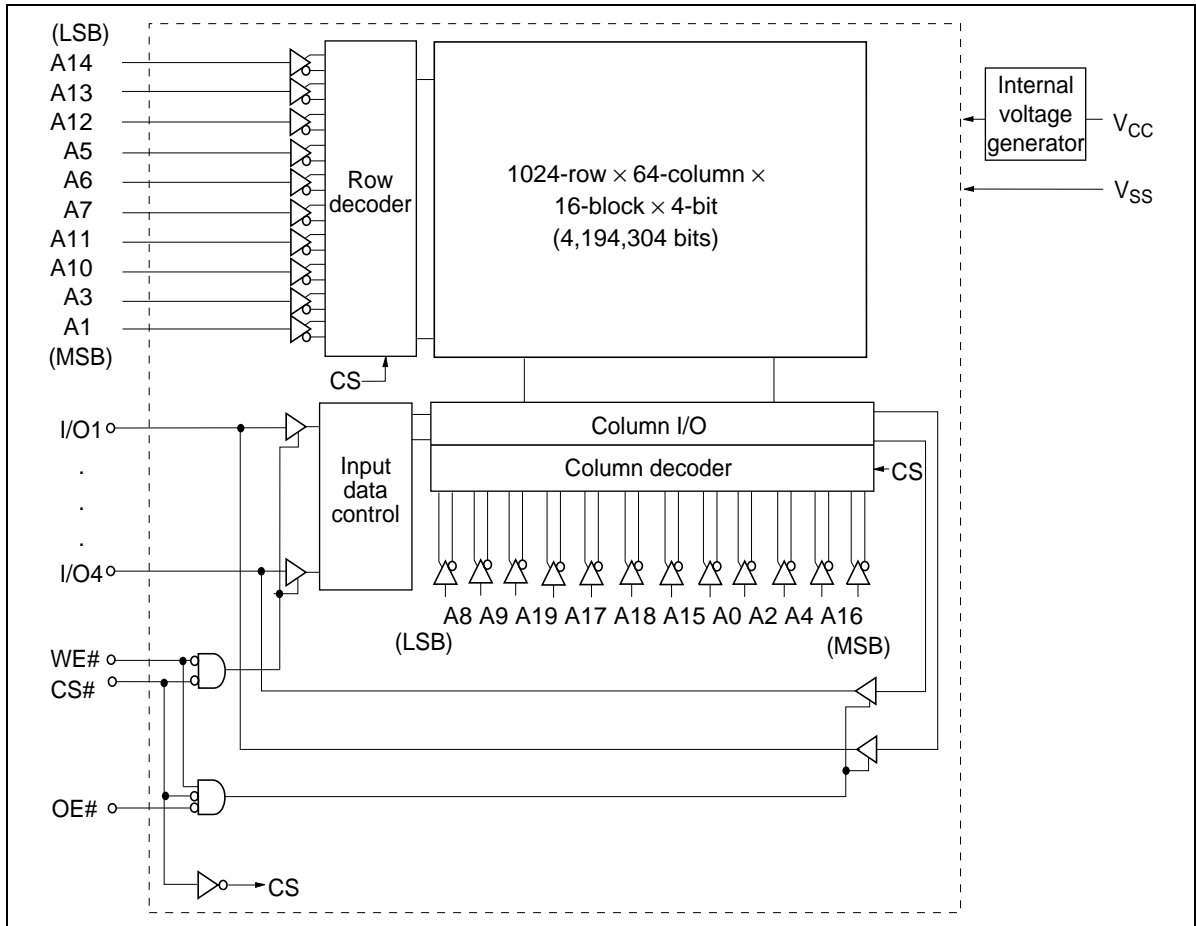 (LSB)
A14
A13
A12
A5
A6
A7
A11
A10
A3
A1
(MSB)
Row
decoder
CS
1024-row × 64-column ×
16-block × 4-bit
(4,194,304 bits)
Internal
voltage
generator
VCC
VSS
I/O1
.
.
.
I/O4
Input
data
control
Column I/O
Column decoder
CS
A8 A9 A19 A17 A18 A15 A0 A2 A4 A16
(LSB)
(MSB)
WE#
CS#
OE#
CS